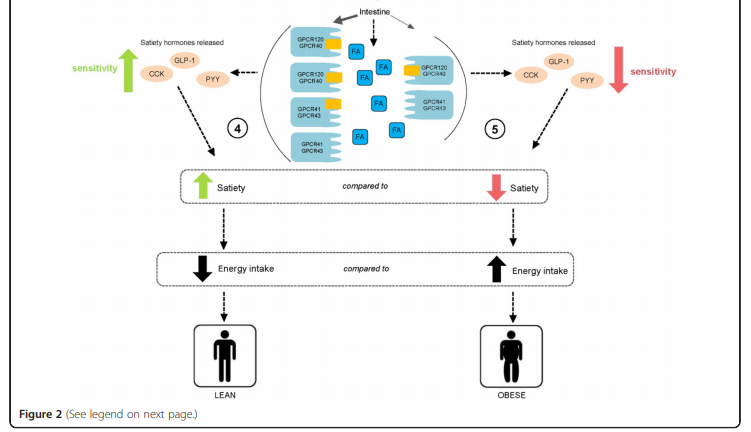 Intestine
Satiety hormones released
sensitivity
GLP-1
CCK
PYY
4
GPCR120
GPCR40
GPCR120
GPCR40
GPCR41
GPCR43
GPCR41
GPCR43
FA
FA
FA
FA
FA
FA
GPCR120
GPCR40
GPCR41
GPCR43
5
Satiety hormones released
GLP-1
CCK
PYY
sensitivity
Satiety compared to Satiety
Energy intake compared to Energy intake
LEAN OBESE
Figure 2 (See legend on next page.)